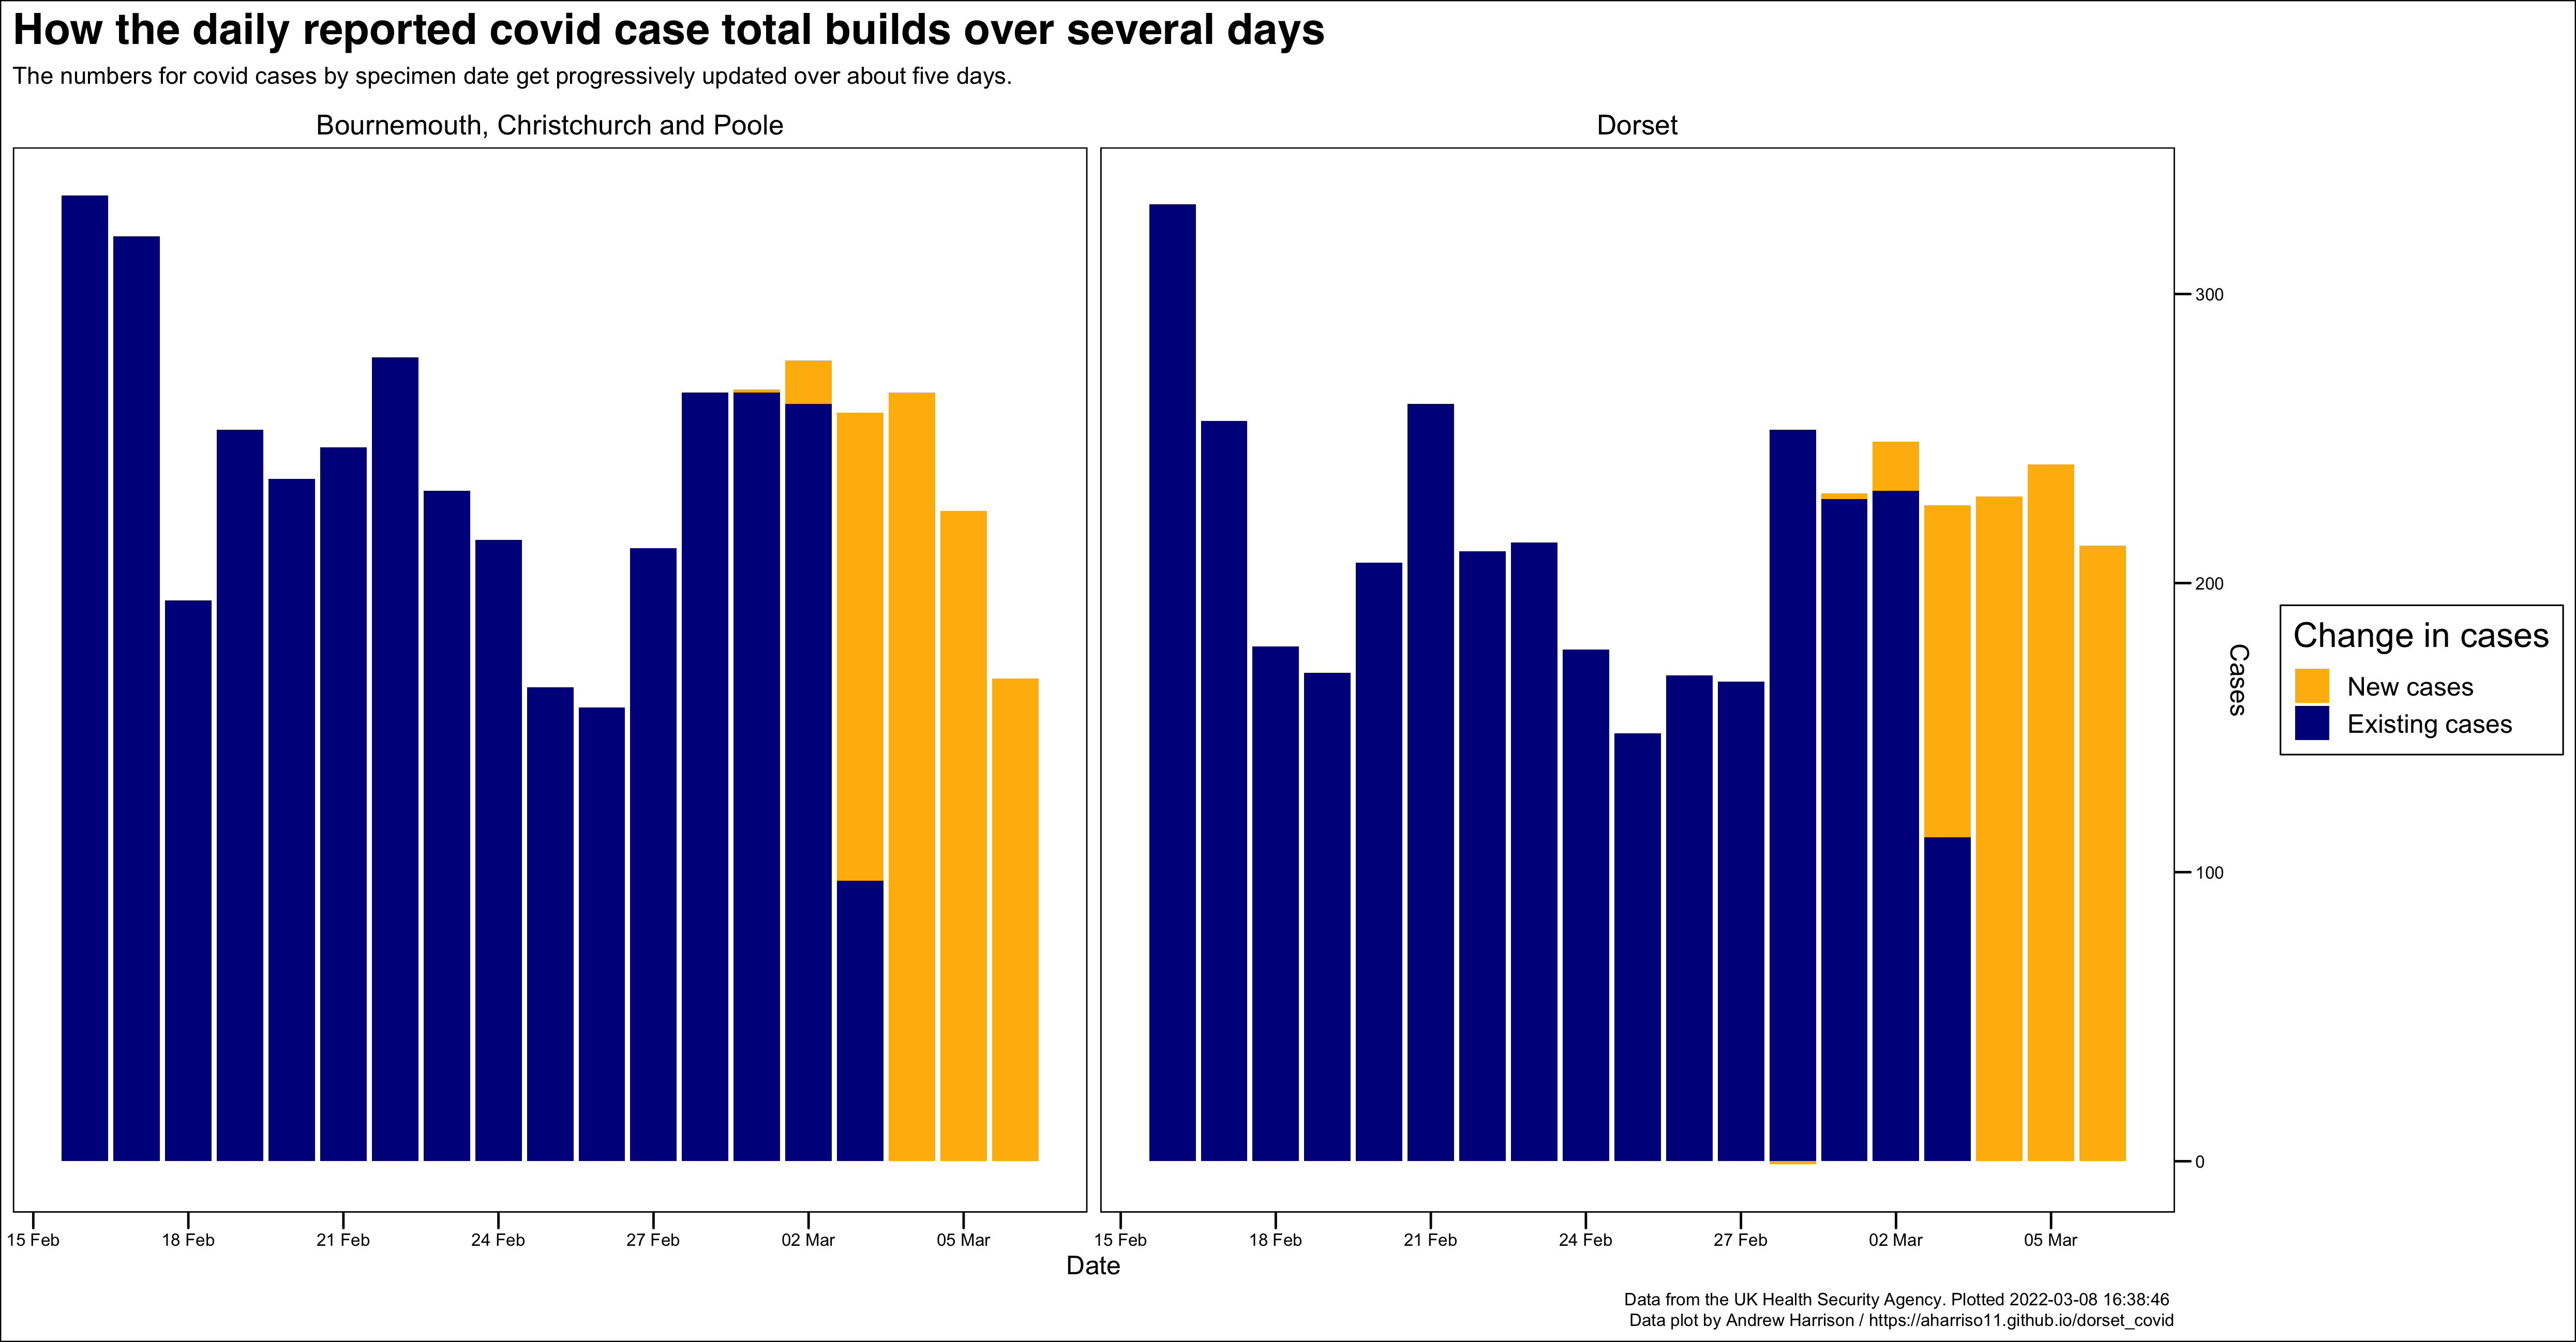 How the daily reported covid case total builds over several days
The numbers for covid cases by specimen date get progressively updated over about five days.
Bournemouth, Christchurch and Poole
Dorset
300
200
100
0
Cases
Change in cases
New cases
Existing cases
15 Feb 18 Feb 21 Feb 24 Feb 27 Feb 02 Mar 05 Mar 15 Feb 18 Feb 21 Feb 24 Feb 27 Feb 02 Mar 05 Mar
Date
Data from the UK Health Security Agency. Plotted 2022-03-08 16:38:46
Data plot by Andrew Harrison / https://aharriso11.github.io/dorset_covid